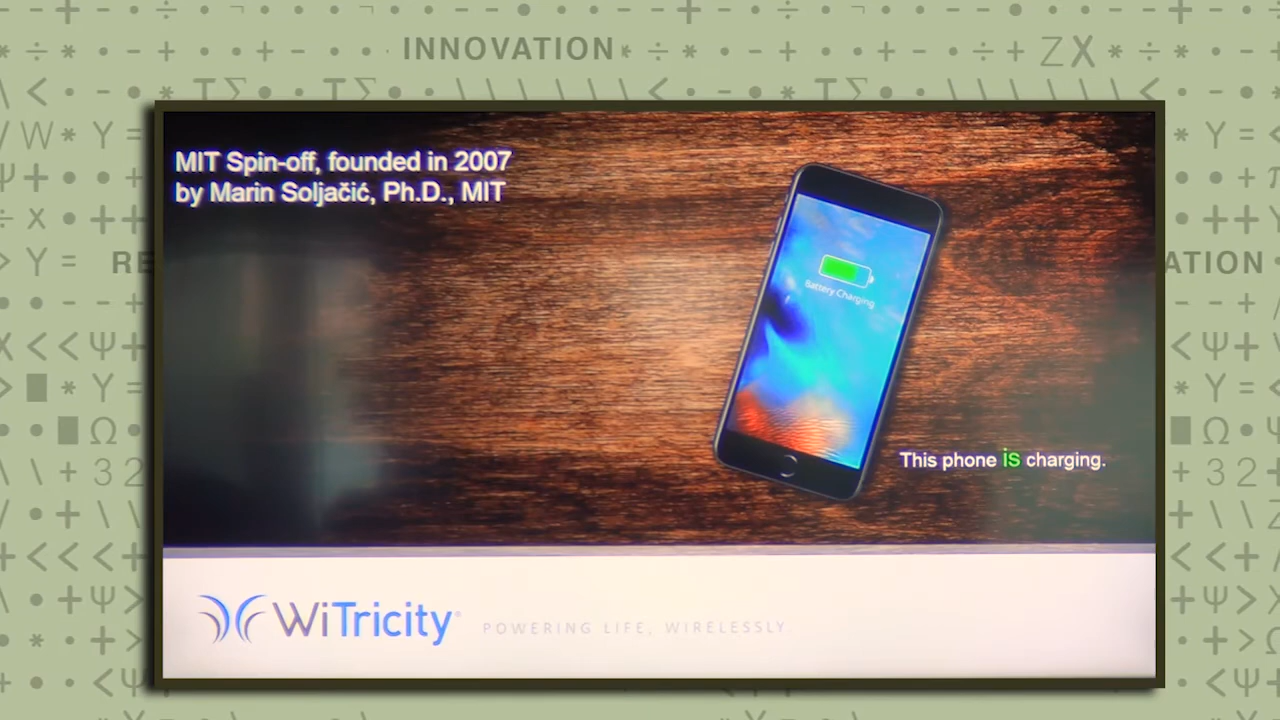 INNOVATION
MIT Spin-off, founded in 2007
by Marin Soljačić, Ph.D., MIT
Battery Charging
This phone is charging.
WiTricity®
POWERING LIFE, WIRELESSLY.